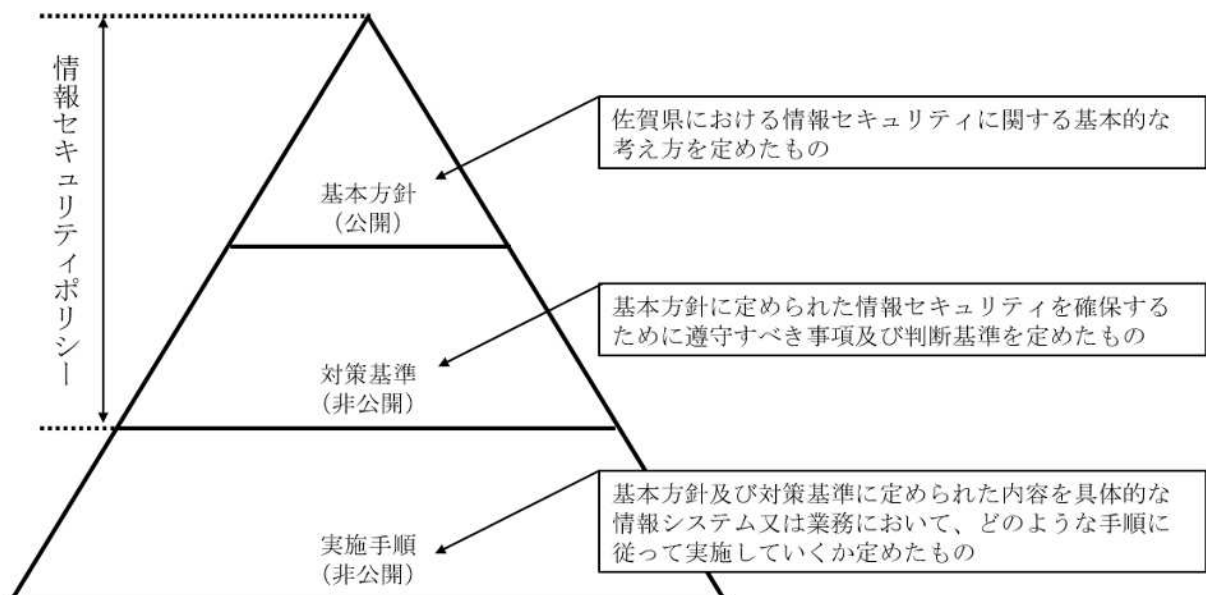 情報セキュリティポリシー
佐賀県における情報セキュリティに関する基本的な
考え方を定めたもの
基本方針
（公開）
基本方針に定められた情報セキュリティを確保する
ために遵守すべき事項及び判断基準を定めたもの
対策基準
（非公開）
基本方針及び対策基準に定められた内容を具体的な
情報システム又は業務において、どのような手順に
従って実施していくか定めたもの
実施手順
（非公開）